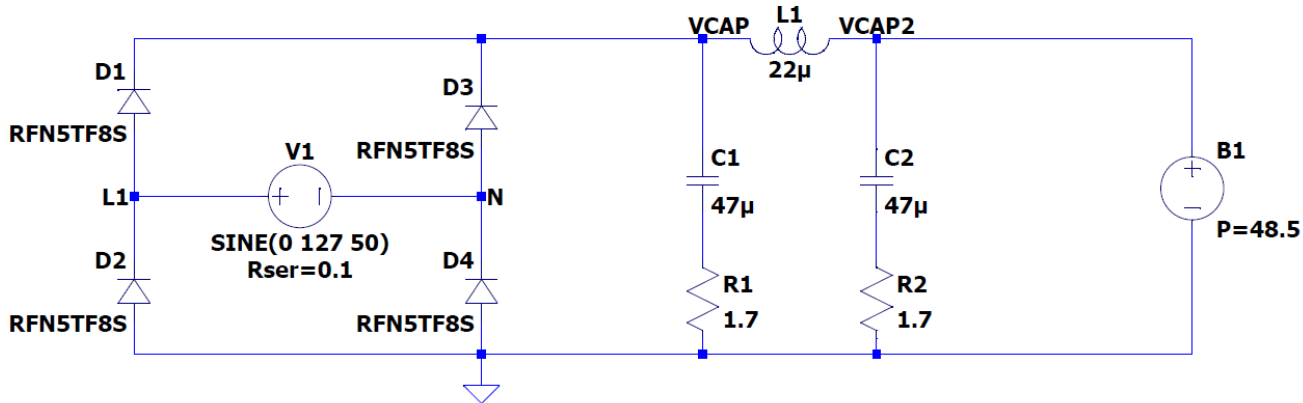 VCAP
L1
VCAP2
22µ
D1
RFN5TF8S
D3
RFN5TF8S
V1
L1
N
SINE(0 127 50)
Rser=0.1
C1
47µ
C2
47µ
B1
P=48.5
D2
RFN5TF8S
D4
RFN5TF8S
R1
1.7
R2
1.7